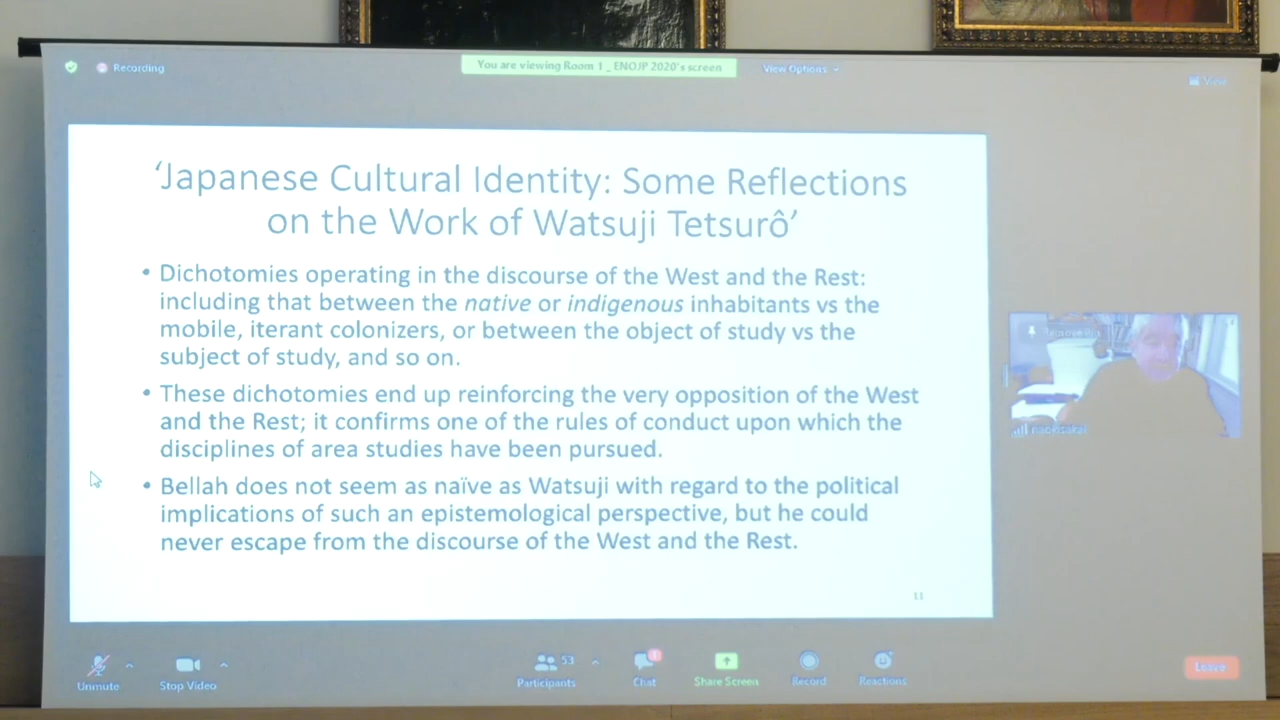 Recording
You are viewing Room 1 _ ENOJP 2020's screen
View Options
View
'Japanese Cultural Identity: Some Reflections
on the Work of Watsuji Tetsurô'
• Dichotomies operating in the discourse of the West and the Rest:
including that between the native or indigenous inhabitants vs the
mobile, iterant colonizers, or between the object of study vs the
subject of study, and so on.
• These dichotomies end up reinforcing the very opposition of the West
and the Rest; it confirms one of the rules of conduct upon which the
disciplines of area studies have been pursued.
• Bellah does not seem as naïve as Watsuji with regard to the political
implications of such an epistemological perspective, but he could
never escape from the discourse of the West and the Rest.
11
Unmute
Stop Video
53
Participants
1
Chat
Share Screen
Record
Reactions
Leave